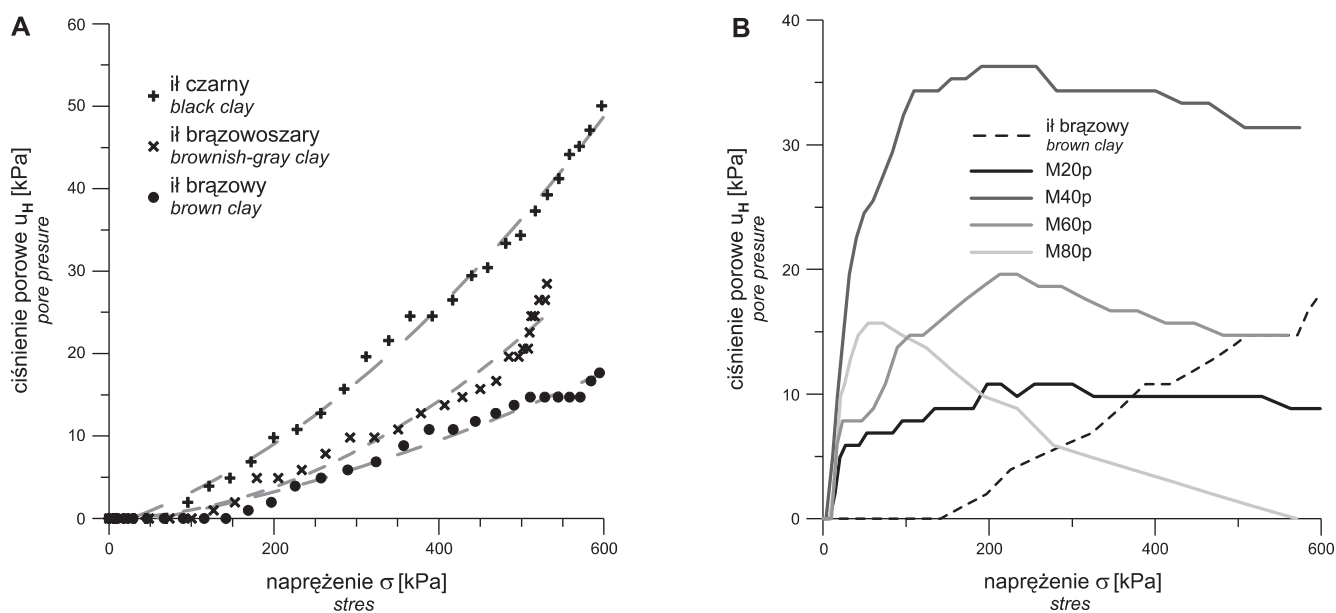 A
60
50
40
30
20
10
0
ciśnienie porowe uH [kPa]
pore presure
ił czarny
black clay
ił brązowoszary
brownish-gray clay
ił brązowy
brown clay
0
200
400
600
naprężenie σ [kPa]
stres
B
40
30
20
10
0
ciśnienie porowe uH [kPa]
pore presure
ił brązowy
brown clay
M20p
M40p
M60p
M80p
0
200
400
600
naprężenie σ [kPa]
stres